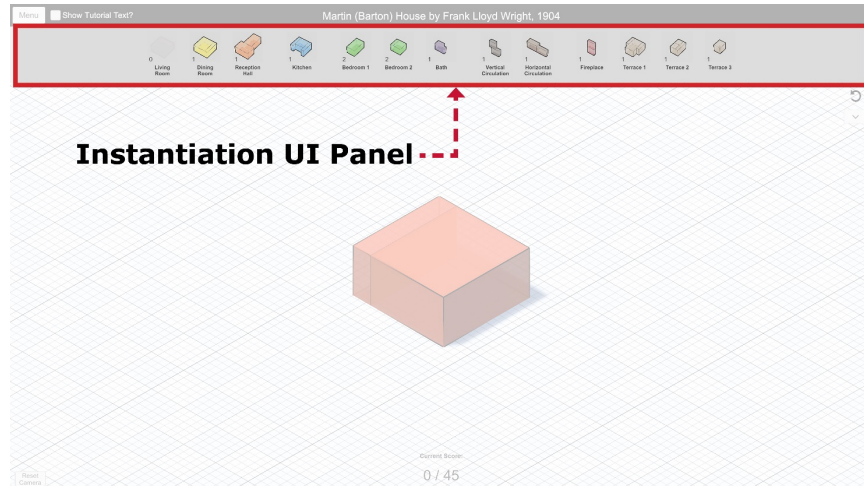 Menu
Show Tutorial Text?
Martin (Barton) House by Frank Lloyd Wright, 1904
0
Living
Room
1
Dining
Room
1
Reception
Hall
1
Kitchen
2
Bedroom 1
2
Bedroom 2
1
Bath
1
Vertical
Circulation
1
Horizontal
Circulation
1
Fireplace
1
Terrace 1
1
Terrace 2
1
Terrace 3
Instantiation UI Panel
Current Score:
0 / 45
Reset
Camera